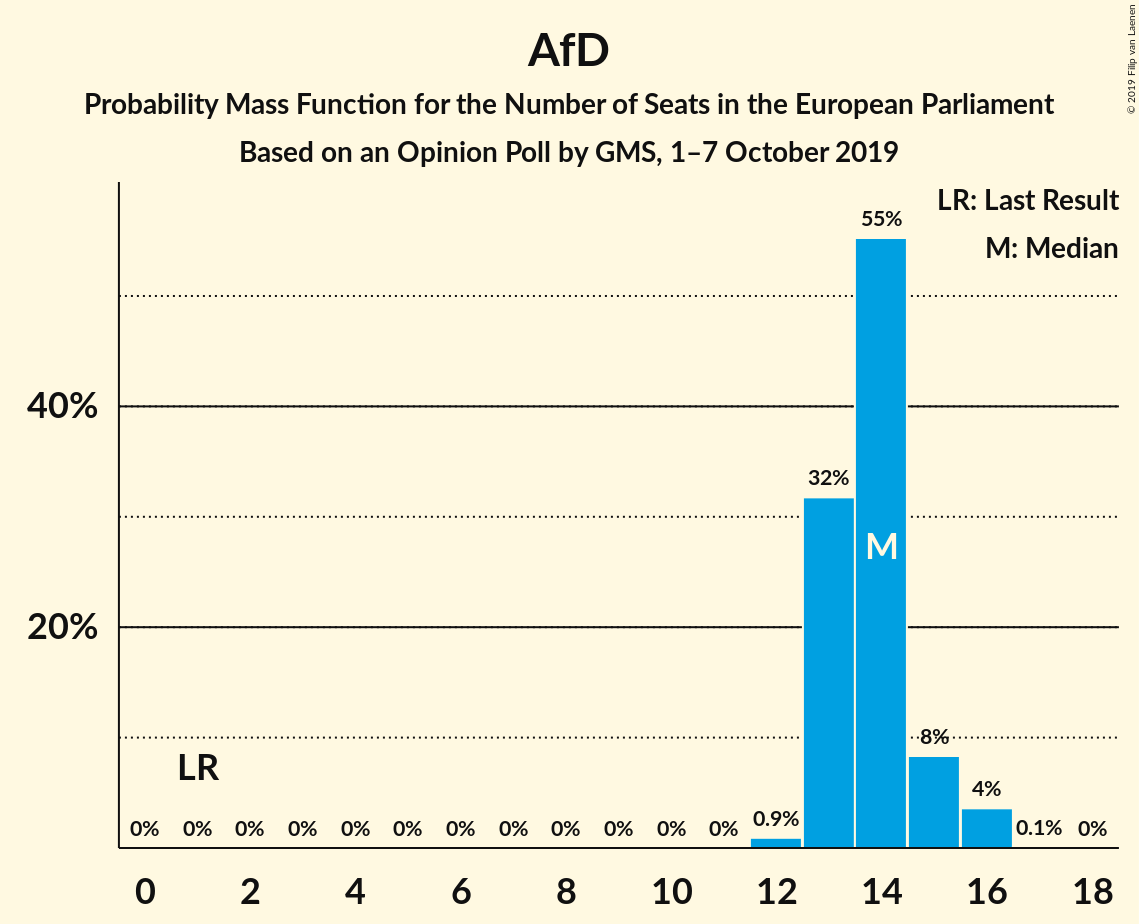 AfD
Probability Mass Function for the Number of Seats in the European Parliament
Based on an Opinion Poll by GMS, 1–7 October 2019
© 2019 Filip van Laenen
LR: Last Result
M: Median
55%
40%
32%
M
20%
8%
LR
4%
0% 0% 0% 0% 0% 0% 0% 0% 0% 0% 0% 0% 0.9% 0.1% 0%
0 2 4 6 8 10 12 14 16 18